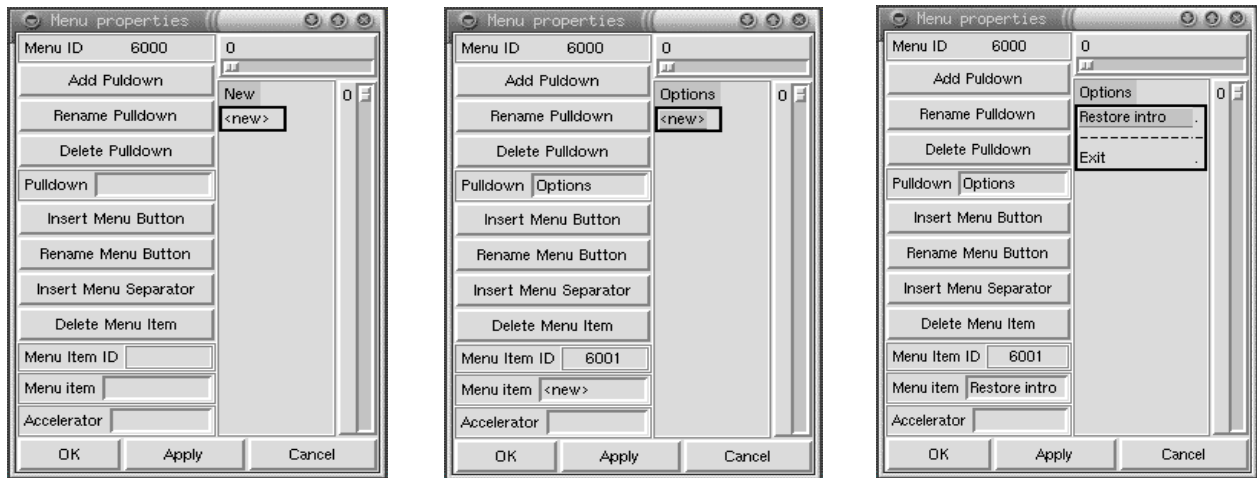 Menu properties
Menu ID 6000 0
Add Puldown
New 0
Rename Pulldown
<new>
Delete Pulldown
Pulldown
Insert Menu Button
Rename Menu Button
Insert Menu Separator
Delete Menu Item
Menu Item ID
Menu item
Accelerator
OK Apply Cancel
Menu properties
Menu ID 6000 0
Add Puldown
Options 0
Rename Pulldown
<new>
Delete Pulldown
Pulldown Options
Insert Menu Button
Rename Menu Button
Insert Menu Separator
Delete Menu Item
Menu Item ID 6001
Menu item <new>
Accelerator
OK Apply Cancel
Menu properties
Menu ID 6000 0
Add Puldown
Options 0
Rename Pulldown
Restore intro .
Delete Pulldown
Exit .
Pulldown Options
Insert Menu Button
Rename Menu Button
Insert Menu Separator
Delete Menu Item
Menu Item ID 6001
Menu item Restore intro
Accelerator
OK Apply Cancel